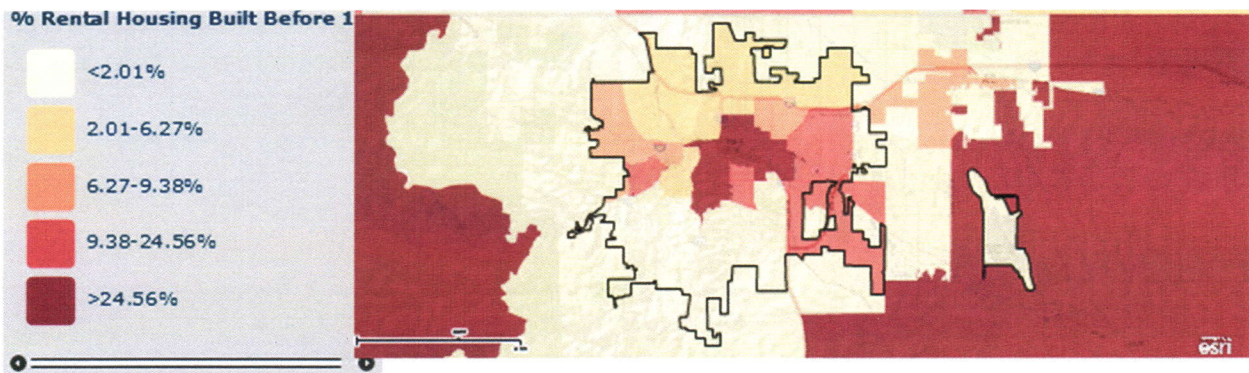 % Rental Housing Built Before 1
<2.01%
2.01-6.27%
6.27-9.38%
9.38-24.56%
>24.56%
esri